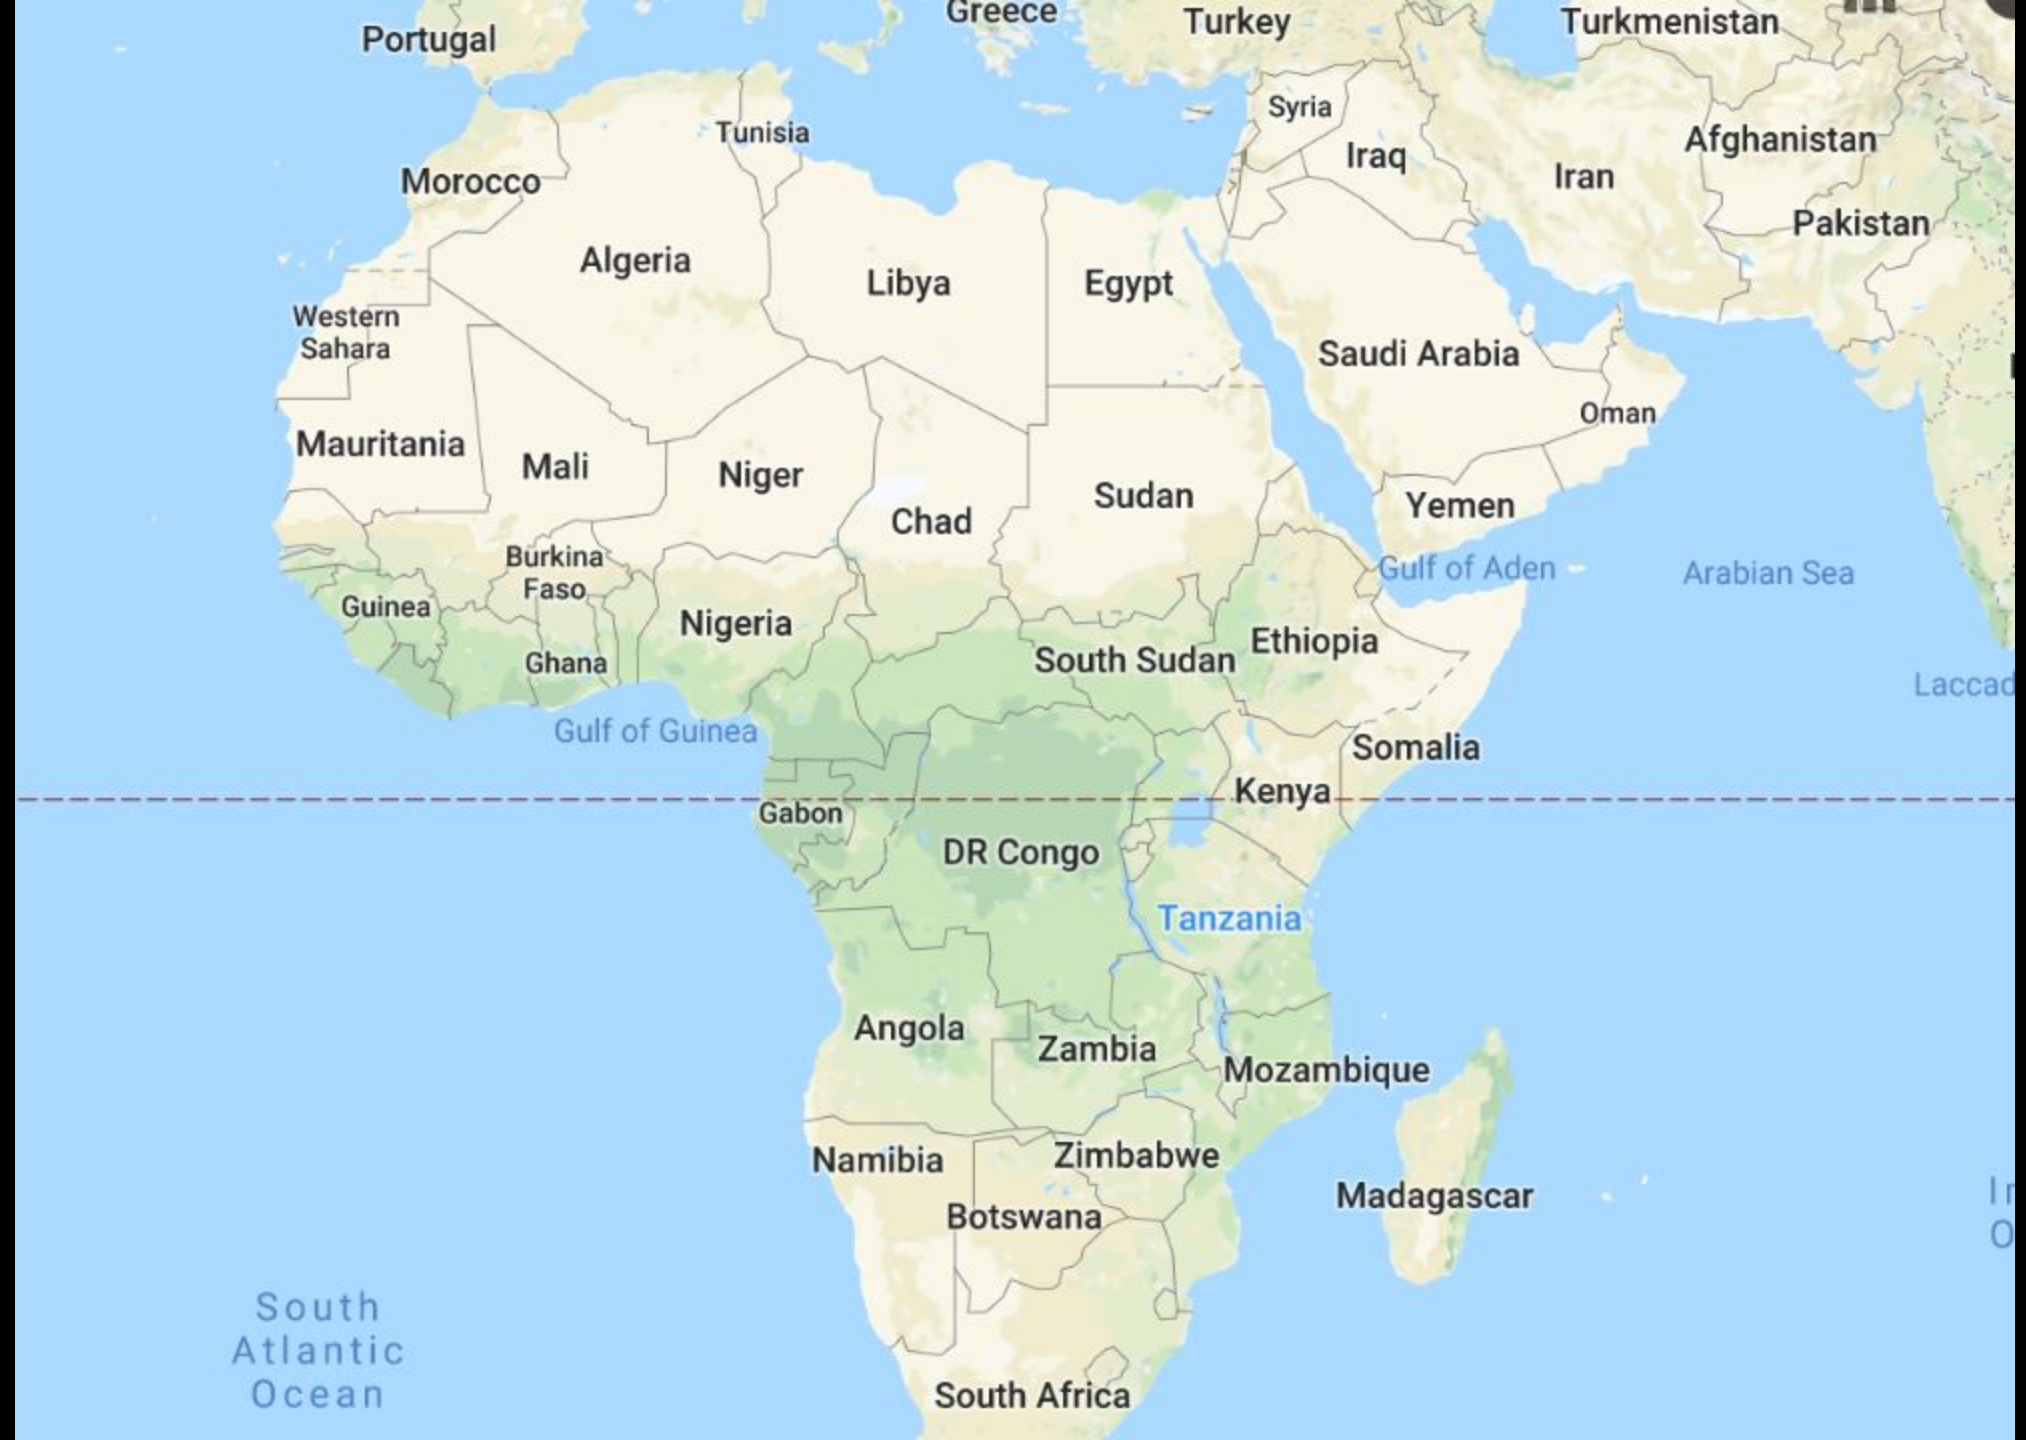 Portugal
Greece
Turkey
Turkmenistan
Syria
Tunisia
Afghanistan
Iraq
Iran
Morocco
Pakistan
Algeria
Libya
Egypt
Western
Sahara
Saudi Arabia
Oman
Mauritania
Mali
Niger
Sudan
Yemen
Chad
Burkina
Faso
Gulf of Aden
Arabian Sea
Guinea
Nigeria
Ethiopia
Ghana
South Sudan
Laccad
Gulf of Guinea
Somalia
Kenya
Gabon
DR Congo
Tanzania
Angola
Zambia
Mozambique
Namibia
Zimbabwe
Madagascar
Botswana
South
Atlantic
Ocean
South Africa